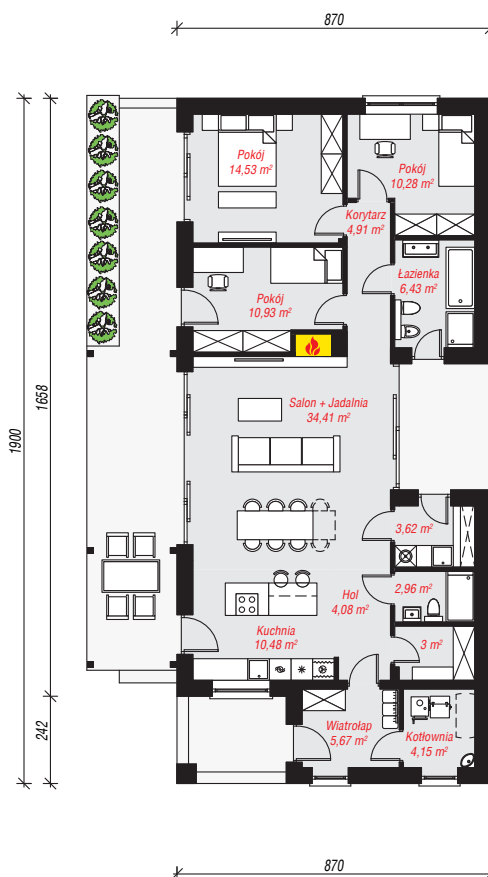 870
Pokój
14,53 m²
Pokój
10,28 m²
Korytarz
4,91 m²
Łazienka
6,43 m²
Pokój
10,93 m²
1900
1658
Salon + Jadalnia
34,41 m²
3,62 m²
2,96 m²
Hol
4,08 m²
Kuchnia
10,48 m²
3 m²
242
Wiatrołap
5,67 m²
Kotłownia
4,15 m²
870